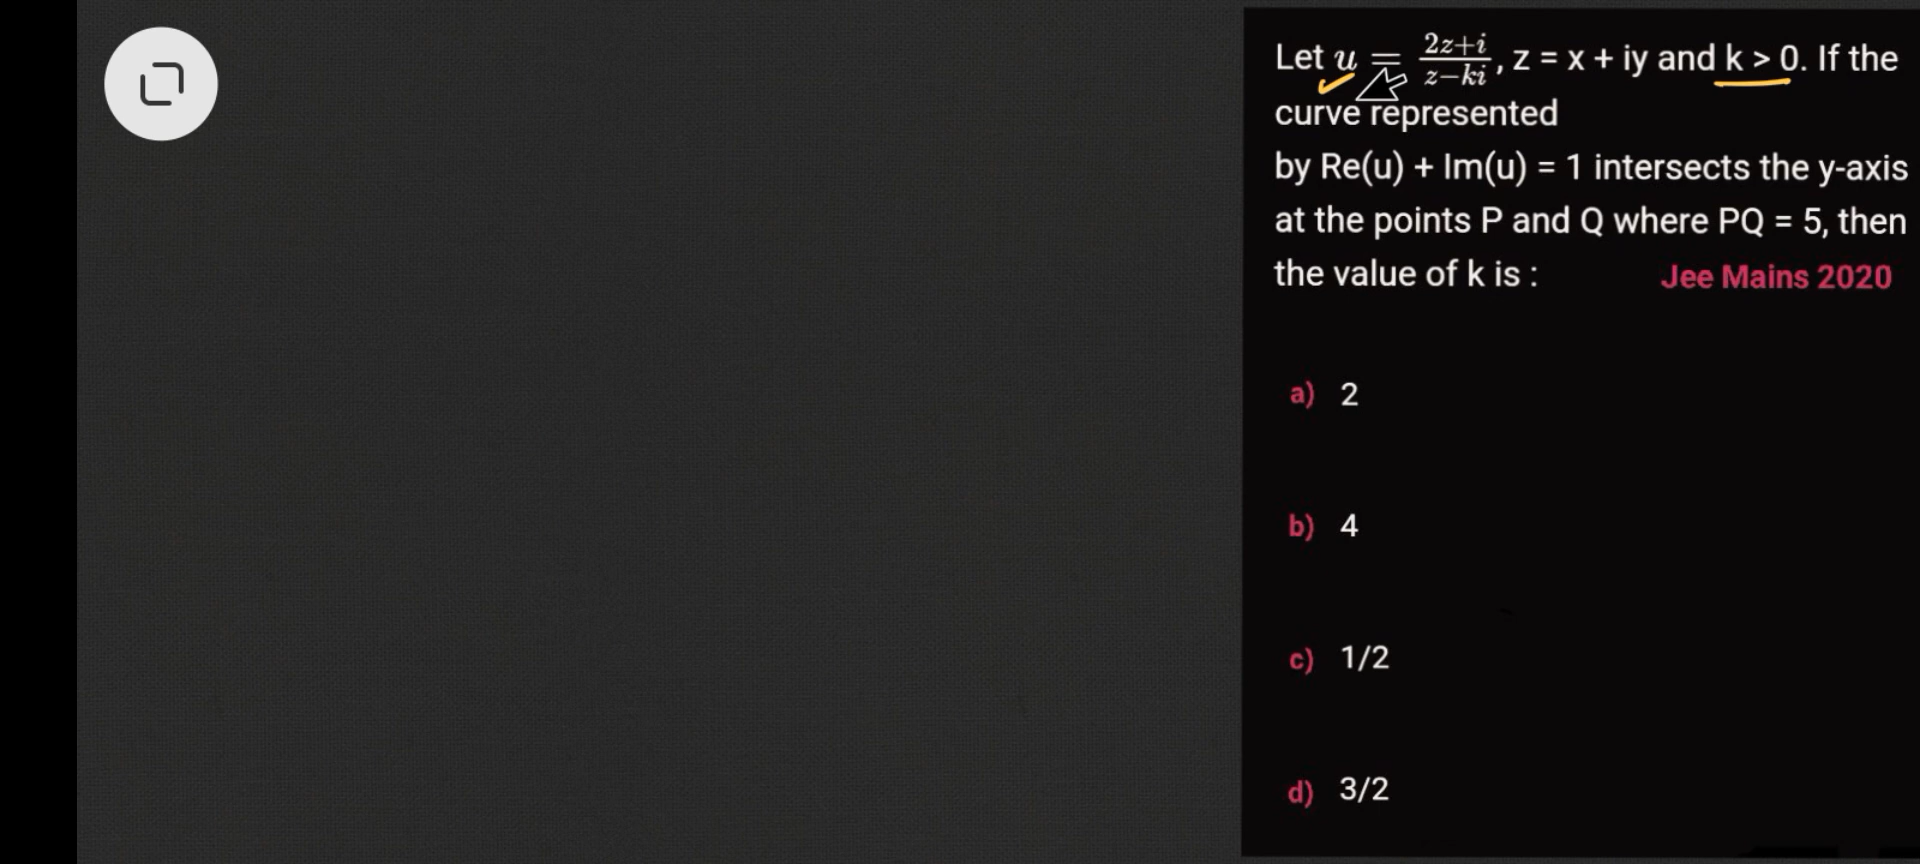 Let u = \frac{2z+i}{z-ki}, z = x + iy and k > 0. If the
curve represented
by Re(u) + Im(u) = 1 intersects the y-axis
at the points P and Q where PQ = 5, then
the value of k is : Jee Mains 2020
a) 2
b) 4
c) 1/2
d) 3/2